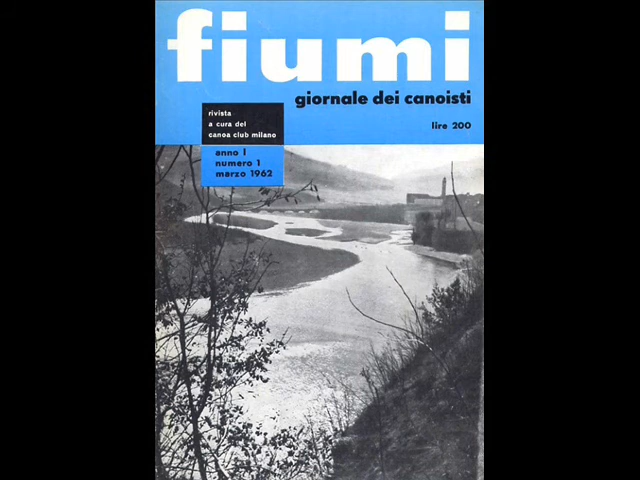 fiumi
giornale dei canoisti
rivista
a cura del
canoa club milano
lire 200
anno I
numero 1
marzo 1962